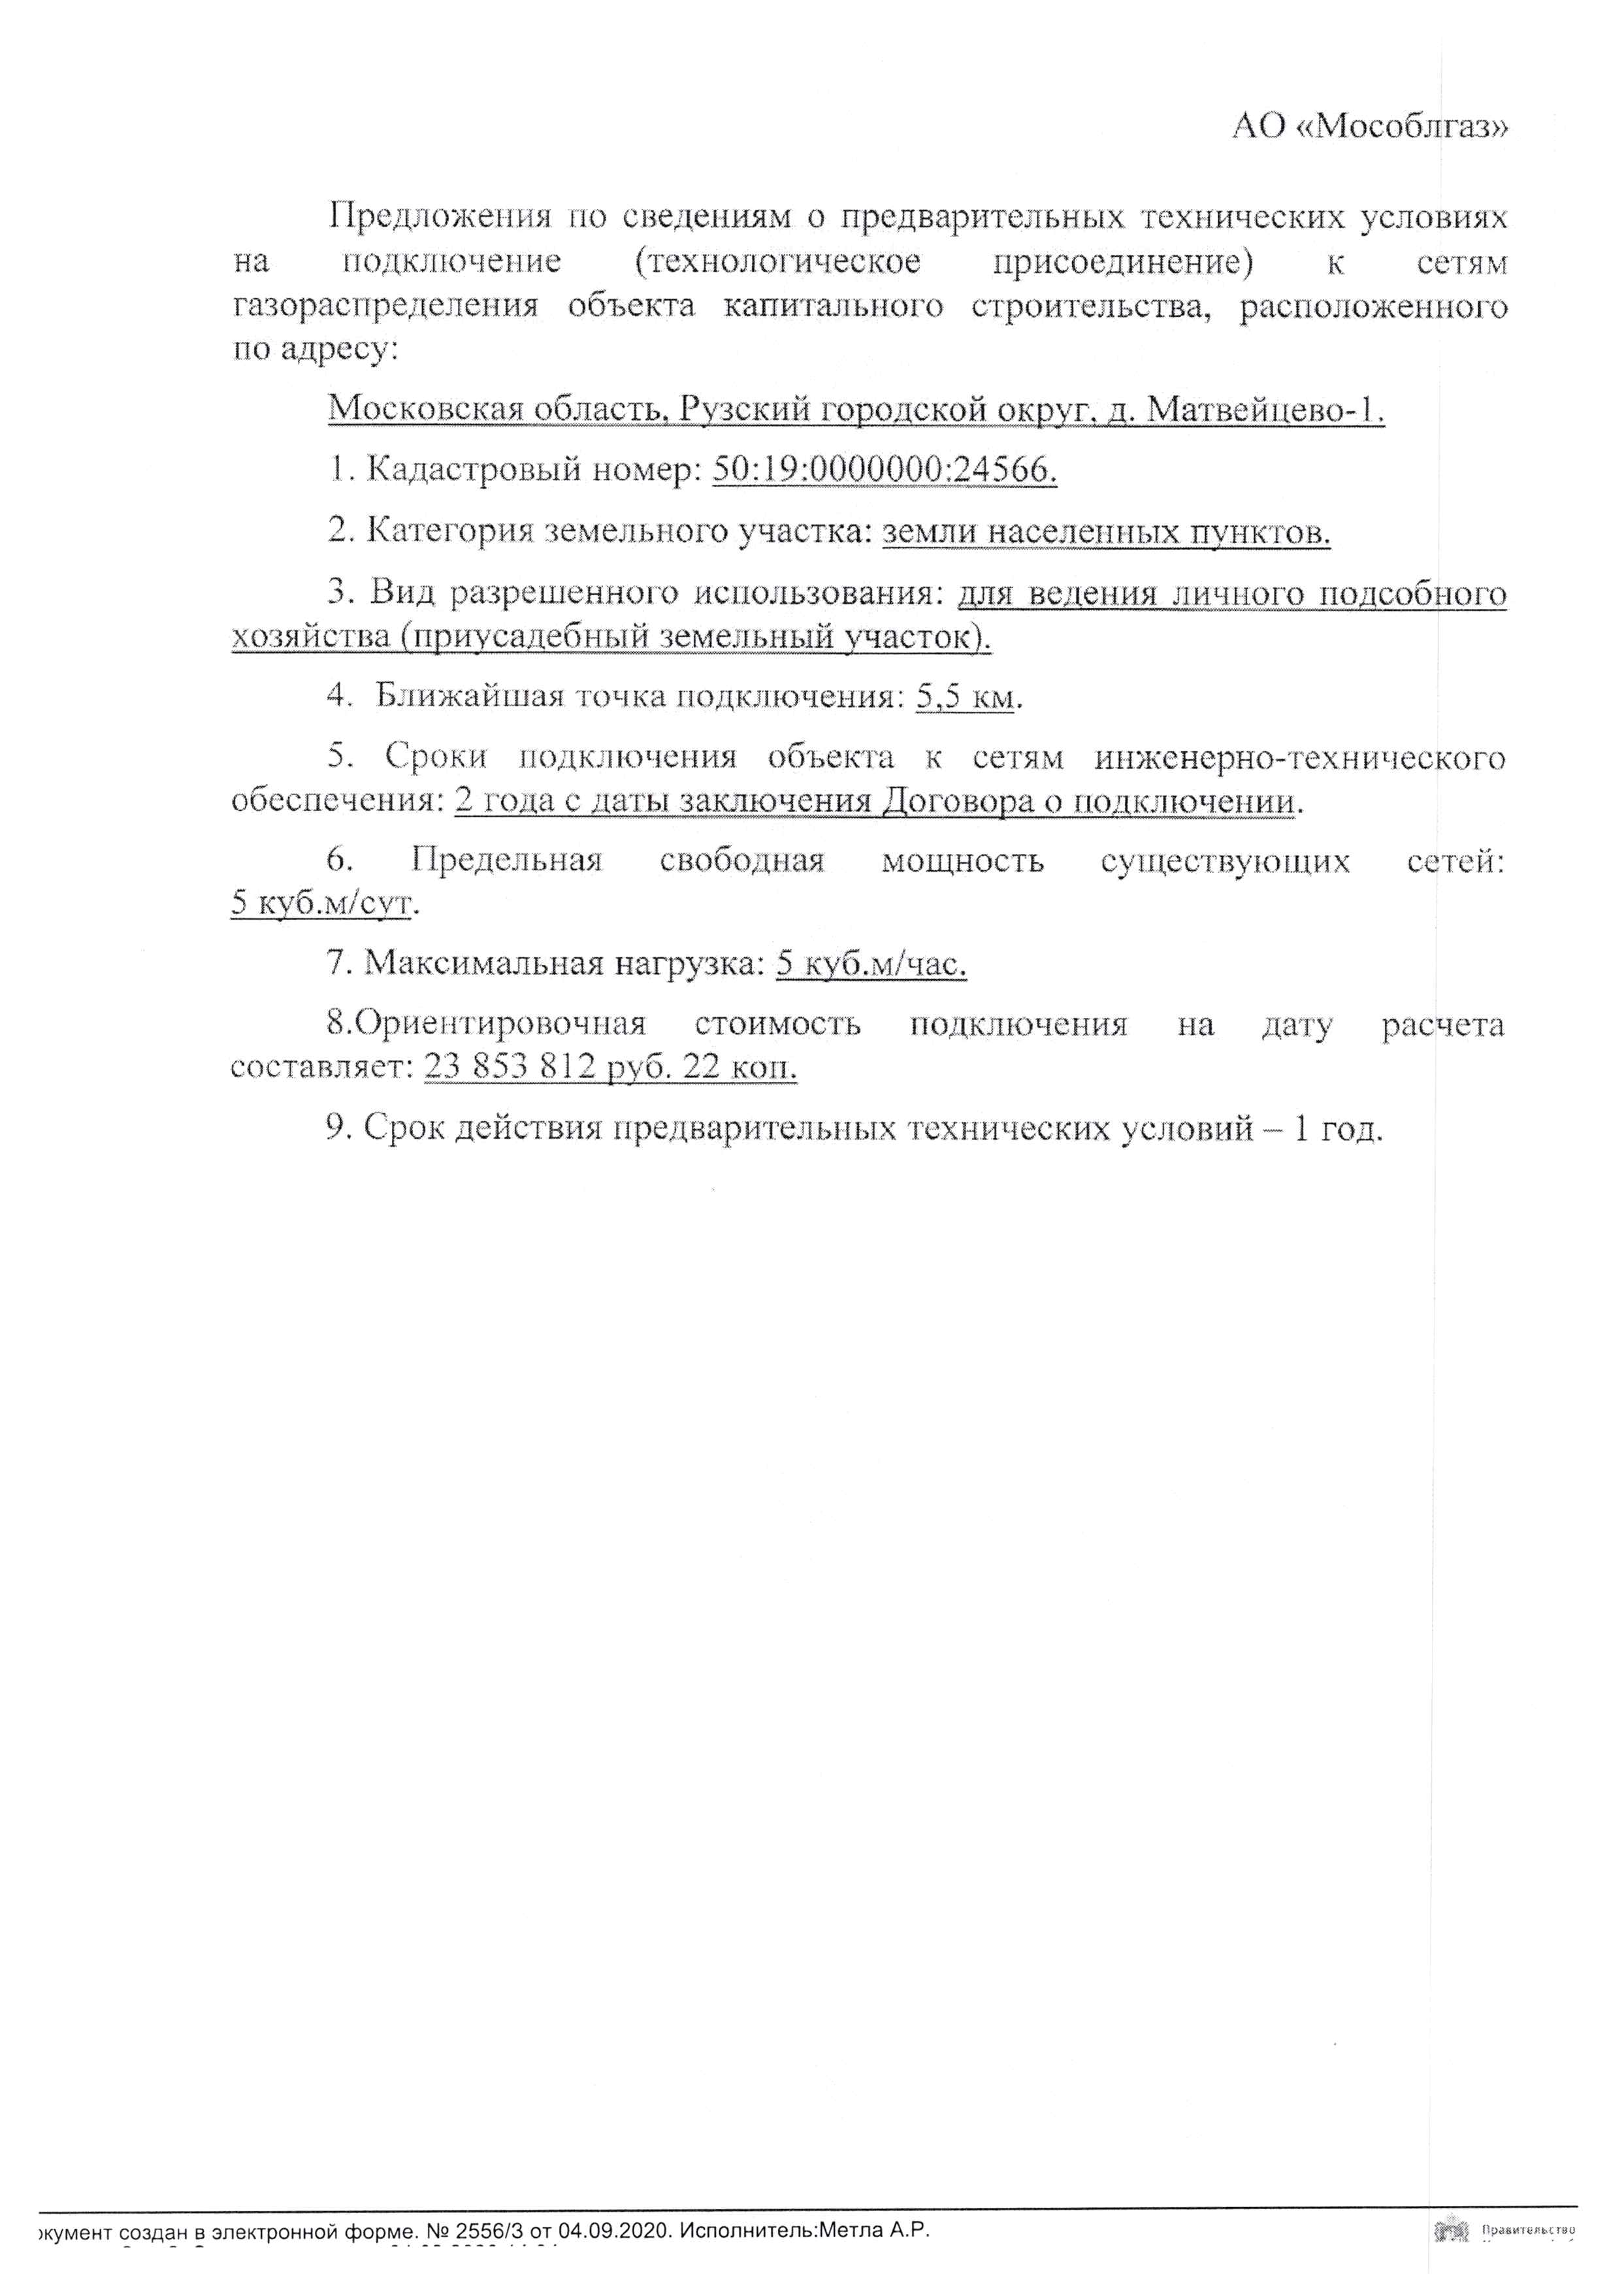 АО «Мособлгаз»
Предложения по сведениям о предварительных технических условиях
на подключение (технологическое присоединение) к сетям
газораспределения объекта капитального строительства, расположенного
по адресу:
Московская область, Рузский городской округ, д. Матвейцево-1.
1. Кадастровый номер: 50:19:0000000:24566.
2. Категория земельного участка: земли населенных пунктов.
3. Вид разрешенного использования: для ведения личного подсобного
хозяйства (приусадебный земельный участок).
4. Ближайшая точка подключения: 5,5 км.
5. Сроки подключения объекта к сетям инженерно-технического
обеспечения: 2 года с даты заключения Договора о подключении.
6. Предельная свободная мощность существующих сетей:
5 куб.м/сут.
7. Максимальная нагрузка: 5 куб.м/час.
8.Ориентировочная стоимость подключения на дату расчета
составляет: 23 853 812 руб. 22 коп.
9. Срок действия предварительных технических условий – 1 год.
окумент создан в электронной форме. № 2556/3 от 04.09.2020. Исполнитель:Метла А.Р.
Правительство